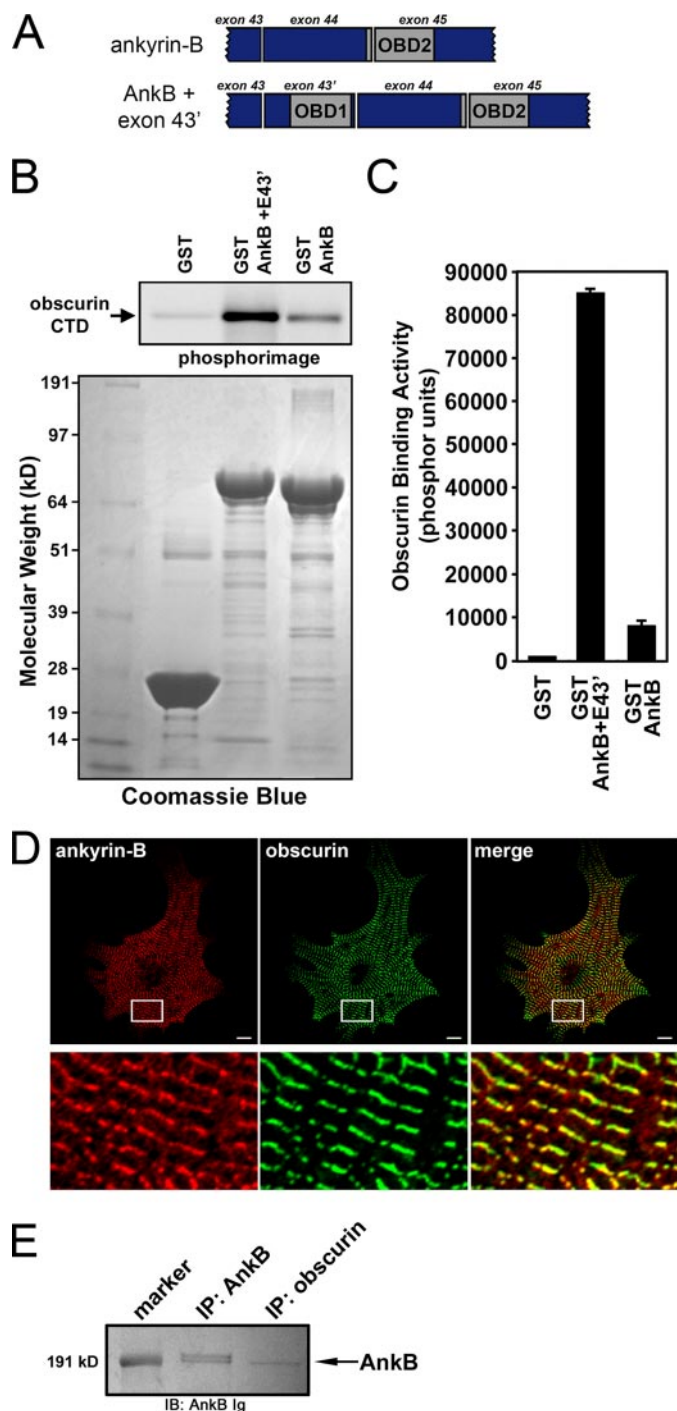 A
exon 43 exon 44 exon 45
ankyrin-B
OBD2
exon 43 exon 43' exon 44 exon 45
AnkB +
exon 43'
OBD1 OBD2
B
GST
GST
AnkB +E43'
GST
AnkB
obscurin
CTD
phosphorimage
191
97
64
51
39
28
19
14
Molecular Weight (kD)
Coomassie Blue
C
90000
80000
70000
60000
50000
40000
30000
20000
10000
0
Obscurin Binding Activity
(phosphor units)
GST
GST
AnkB+E43'
GST
AnkB
D
ankyrin-B obscurin merge
E
marker
IP: AnkB
IP: obscurin
191 kD
AnkB
IB: AnkB Ig